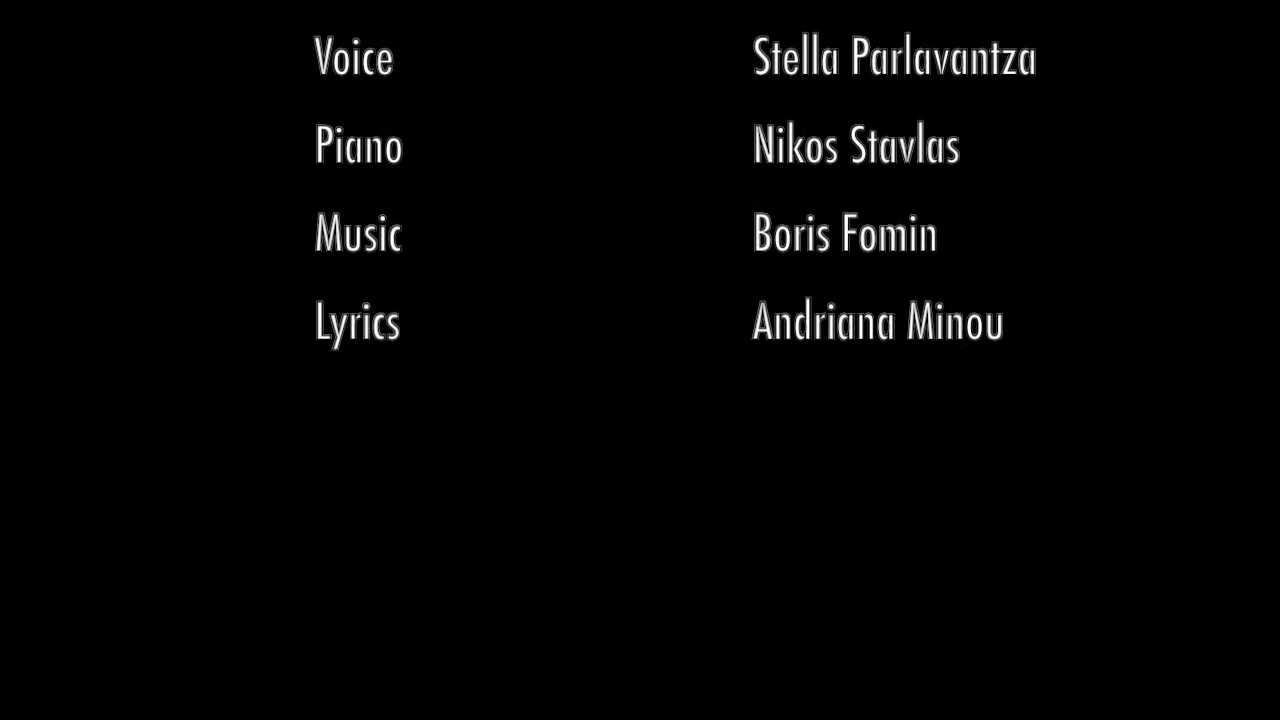 Voice Stella Parlavantza
Piano Nikos Stavlas
Music Boris Fomin
Lyrics Andriana Minou